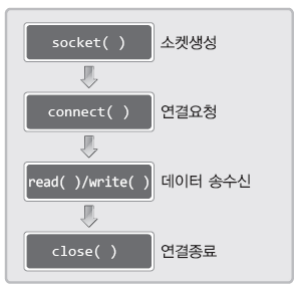 socket( ) 소켓생성
connect( ) 연결요청
read( )/write( ) 데이터 송수신
close( ) 연결종료